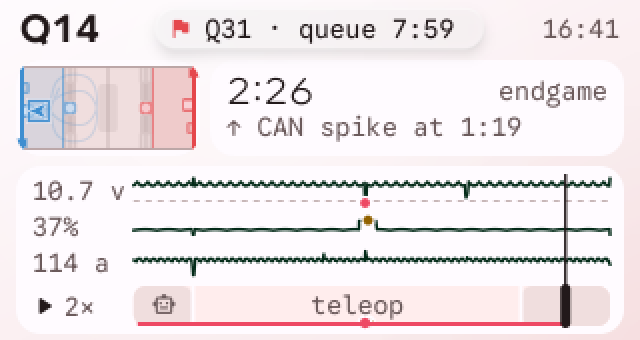 Q14
Q31 · queue 7:59
16:41
2:26
endgame
↑ CAN spike at 1:19
10.7 v
37%
114 a
2×
teleop